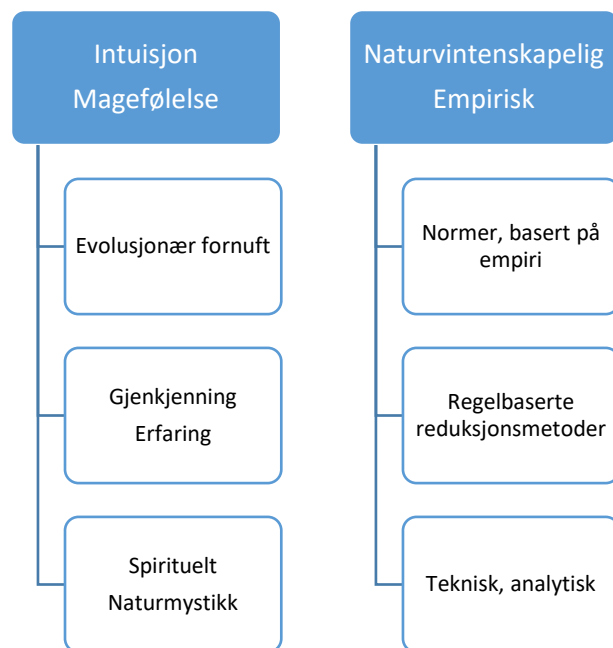 Intuisjon
Magefølelse
Evolusjonær fornuft
Gjenkjenning
Erfaring
Spirituelt
Naturmystikk
Naturvintenskapelig
Empirisk
Normer, basert på
empiri
Regelbaserte
reduksjonsmetoder
Teknisk, analytisk